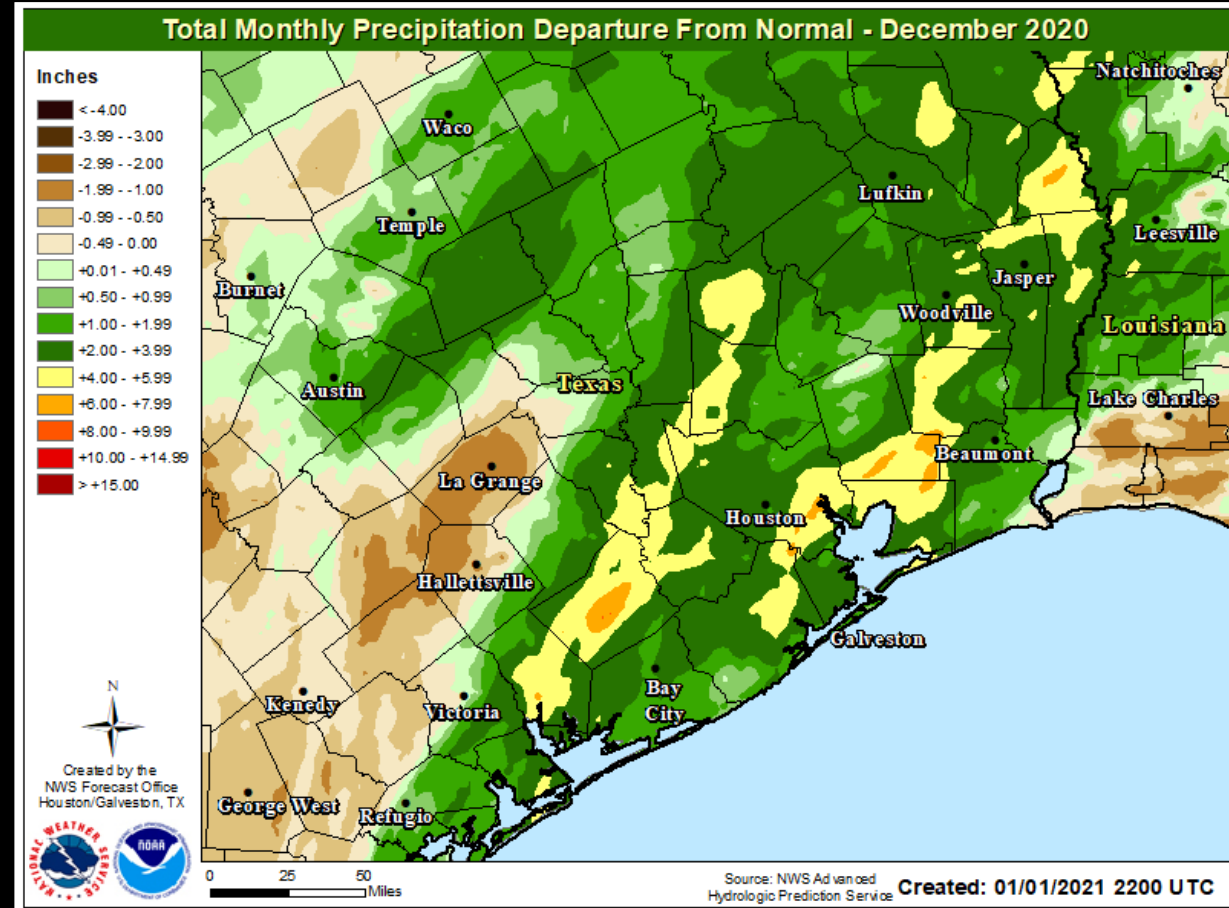 Total Monthly Precipitation Departure From Normal - December 2020
Inches
< -4.00
-3.99 - -3.00
-2.99 - -2.00
-1.99 - -1.00
-0.99 - -0.50
-0.49 - 0.00
+0.01 - +0.49
+0.50 - +0.99
+1.00 - +1.99
+2.00 - +3.99
+4.00 - +5.99
+6.00 - +7.99
+8.00 - +9.99
+10.00 - +14.99
> +15.00
Natchitoches
Waco
Lufkin
Temple
Leesville
Jasper
Burnet
Woodville
Louisiana
Austin
Texas
Lake Charles
Beaumont
La Grange
Houston
Hallettsville
Galveston
Bay
City
Kenedy
Victoria
George West
Refugio
N
Created by the
NWS Forecast Office
Houston/Galveston, TX
NATIONAL WEATHER SERVICE
NOAA
0 25 50
Miles
Source: NWS Advanced
Hydrologic Prediction Service
Created: 01/01/2021 2200 UTC